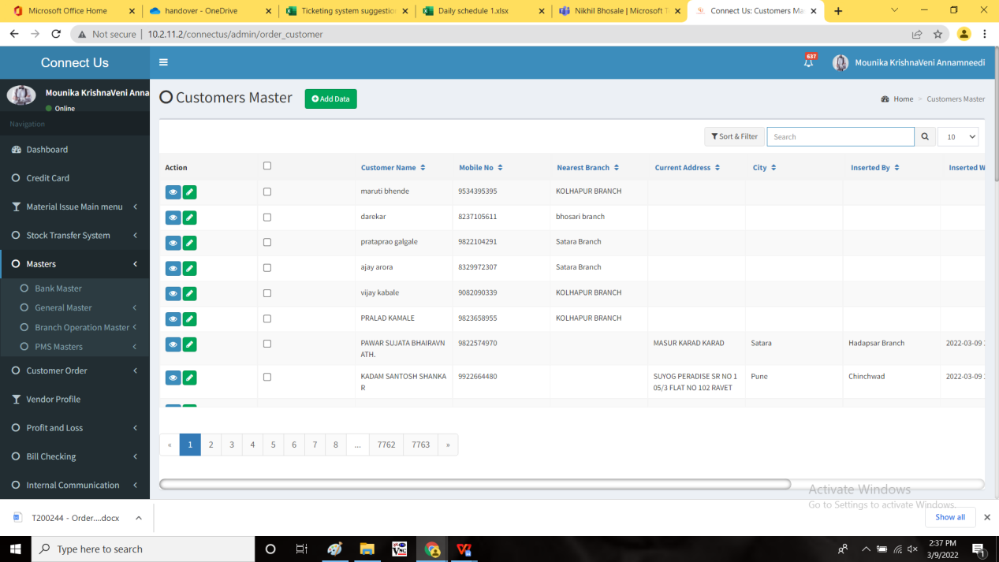 Microsoft Office Home
handover - OneDrive
Ticketing system suggestio
Daily schedule 1.xlsx
Nikhil Bhosale | Microsoft T
Connect Us: Customers Ma
Not secure | 10.2.11.2/connectus/admin/order_customer
Connect Us
637
Mounika KrishnaVeni Annamneedi
Mounika KrishnaVeni Anna
Online
Customers Master
Add Data
Home > Customers Master
Navigation
Dashboard
Credit Card
Material Issue Main menu
Stock Transfer System
Masters
Bank Master
General Master
Branch Operation Master
PMS Masters
Customer Order
Vendor Profile
Profit and Loss
Bill Checking
Internal Communication
Sort & Filter
Search
10
Action Customer Name Mobile No Nearest Branch Current Address City Inserted By Inserted W
maruti bhende 9534395395 KOLHAPUR BRANCH
darekar 8237105611 bhosari branch
prataprao galgale 9822104291 Satara Branch
ajay arora 8329972307 Satara Branch
vijay kabale 9082090339 KOLHAPUR BRANCH
PRALAD KAMALE 9823658955 KOLHAPUR BRANCH
PAWAR SUJATA BHAIRAVN 9822574970 MASUR KARAD KARAD Satara Hadapsar Branch 2022-03-09
ATH.
KADAM SANTOSH SHANKA 9922664480 SUYOG PERADISE SR NO 1 Pune Chinchwad 2022-03-09
R 05/3 FLAT NO 102 RAVET
« 1 2 3 4 5 6 7 8 ... 7762 7763 »
Activate Windows
Go to Settings to activate Windows.
T200244 - Order....docx
Show all
Type here to search
2:37 PM
3/9/2022
1